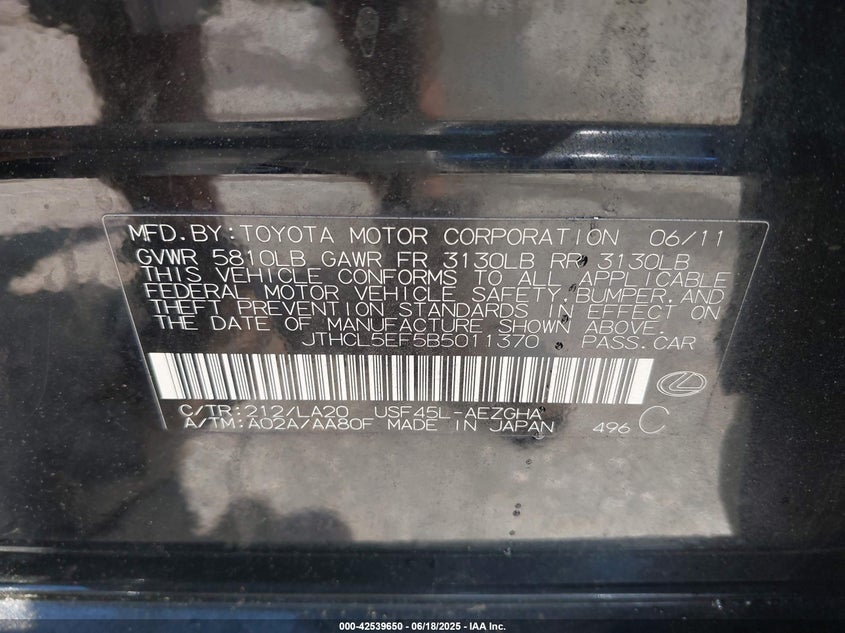 MFD.BY:TOYOTA MOTOR CORPORATION 06/11
GVWR 5810LB GAWR FR 3130LB RR 3130LB
THIS VEHICLE CONFORMS TO ALL APPLICABLE
FEDERAL MOTOR VEHICLE SAFETY,BUMPER,AND
THEFT PREVENTION STANDARDS IN EFFECT ON
THE DATE OF MANUFACTURE SHOWN ABOVE.
JTHCL5EF5B5011370 PASS.CAR
C/TR:212/LA20 USF45L-AEZGHA
A/TM:A02A/AA80F MADE IN JAPAN 496 C
000-42539650 - 06/18/2025 - IAA Inc.